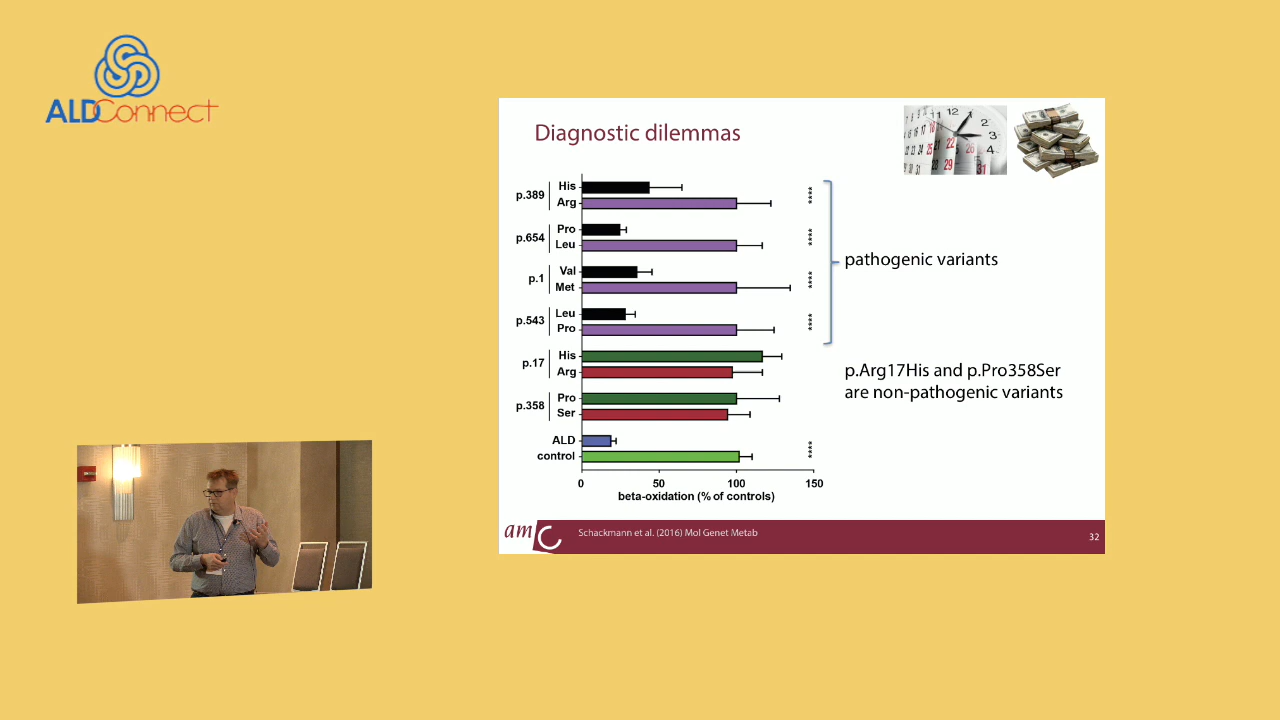 ALDConnect
Diagnostic dilemmas
p.389
His
Arg
****
p.654
Pro
Leu
****
p.1
Val
Met
****
p.543
Leu
Pro
****
p.17
His
Arg
p.358
Pro
Ser
ALD
control
****
0 50 100 150
beta-oxidation (% of controls)
pathogenic variants
p.Arg17His and p.Pro358Ser
are non-pathogenic variants
amc
Schackmann et al. (2016) Mol Genet Metab
32